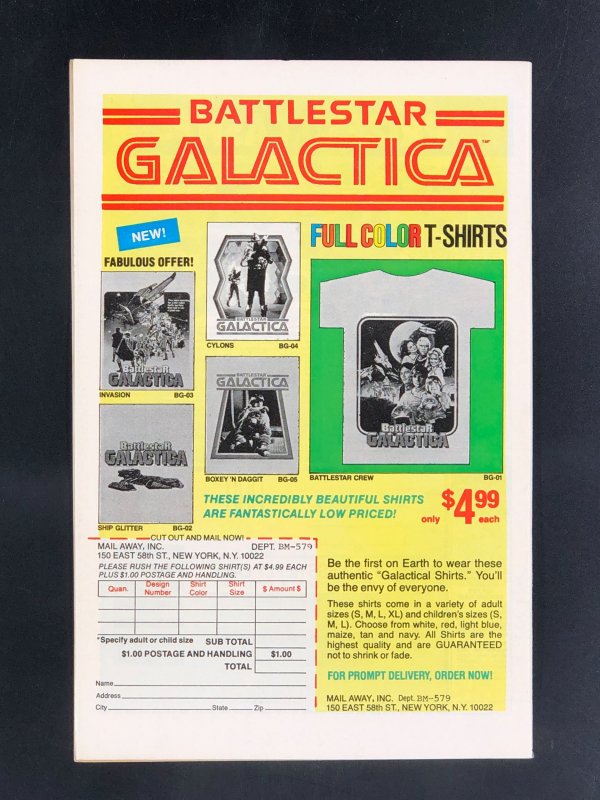 BATTLESTAR
GALACTICA™
NEW!
FABULOUS OFFER!
FULL COLOR T-SHIRTS
Battlestar
GALACTICA
INVASION BG-03
BATTLESTAR
GALACTICA
CYLONS BG-04
Battlestar
GALACTICA
SHIP GLITTER BG-02
BATTLESTAR
GALACTICA
BOXEY 'N DAGGIT BG-05
Battlestar
GALACTICA
BATTLESTAR CREW BG-01
THESE INCREDIBLY BEAUTIFUL SHIRTS
ARE FANTASTICALLY LOW PRICED!
only $4.99 each
CUT OUT AND MAIL NOW!
MAIL AWAY, INC. DEPT. BM-579
150 EAST 58th ST., NEW YORK, N.Y. 10022
PLEASE RUSH THE FOLLOWING SHIRT(S) AT $4.99 EACH
PLUS $1.00 POSTAGE AND HANDLING.
Quan. Design Number Shirt Color Shirt Size $ Amount $
*Specify adult or child size SUB TOTAL
$1.00 POSTAGE AND HANDLING $1.00
TOTAL
Name
Address
City State Zip
Be the first on Earth to wear these
authentic "Galactical Shirts." You'll
be the envy of everyone.
These shirts come in a variety of adult
sizes (S, M, L, XL) and children's sizes (S,
M, L). Choose from white, red, light blue,
maize, tan and navy. All Shirts are the
highest quality and are GUARANTEED
not to shrink or fade.
FOR PROMPT DELIVERY, ORDER NOW!
MAIL AWAY, INC. Dept. BM-579
150 EAST 58th ST., NEW YORK, N.Y. 10022